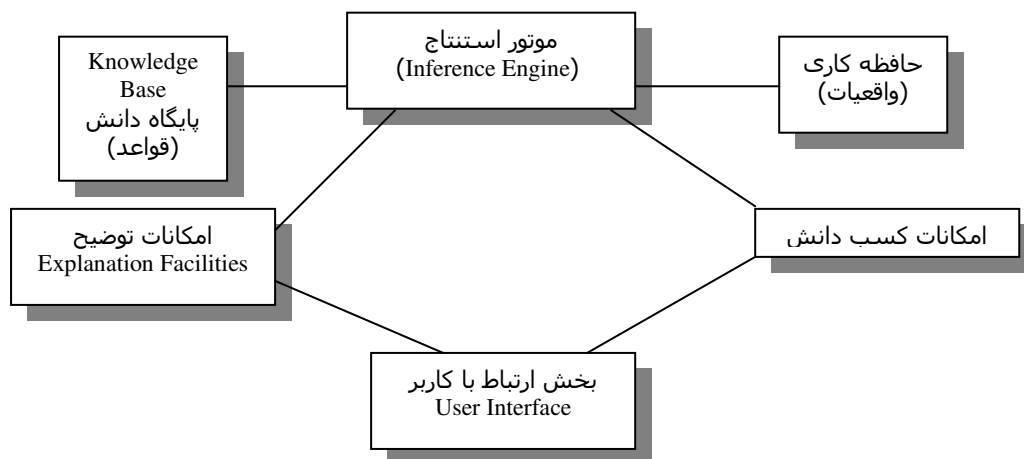 موتور استنتاج
(Inference Engine)
Knowledge
Base
پایگاه دانش
(قواعد)
حافظه کاری
(واقعیات)
امکانات توضیح
Explanation Facilities
امکانات کسب دانش
بخش ارتباط با کاربر
User Interface